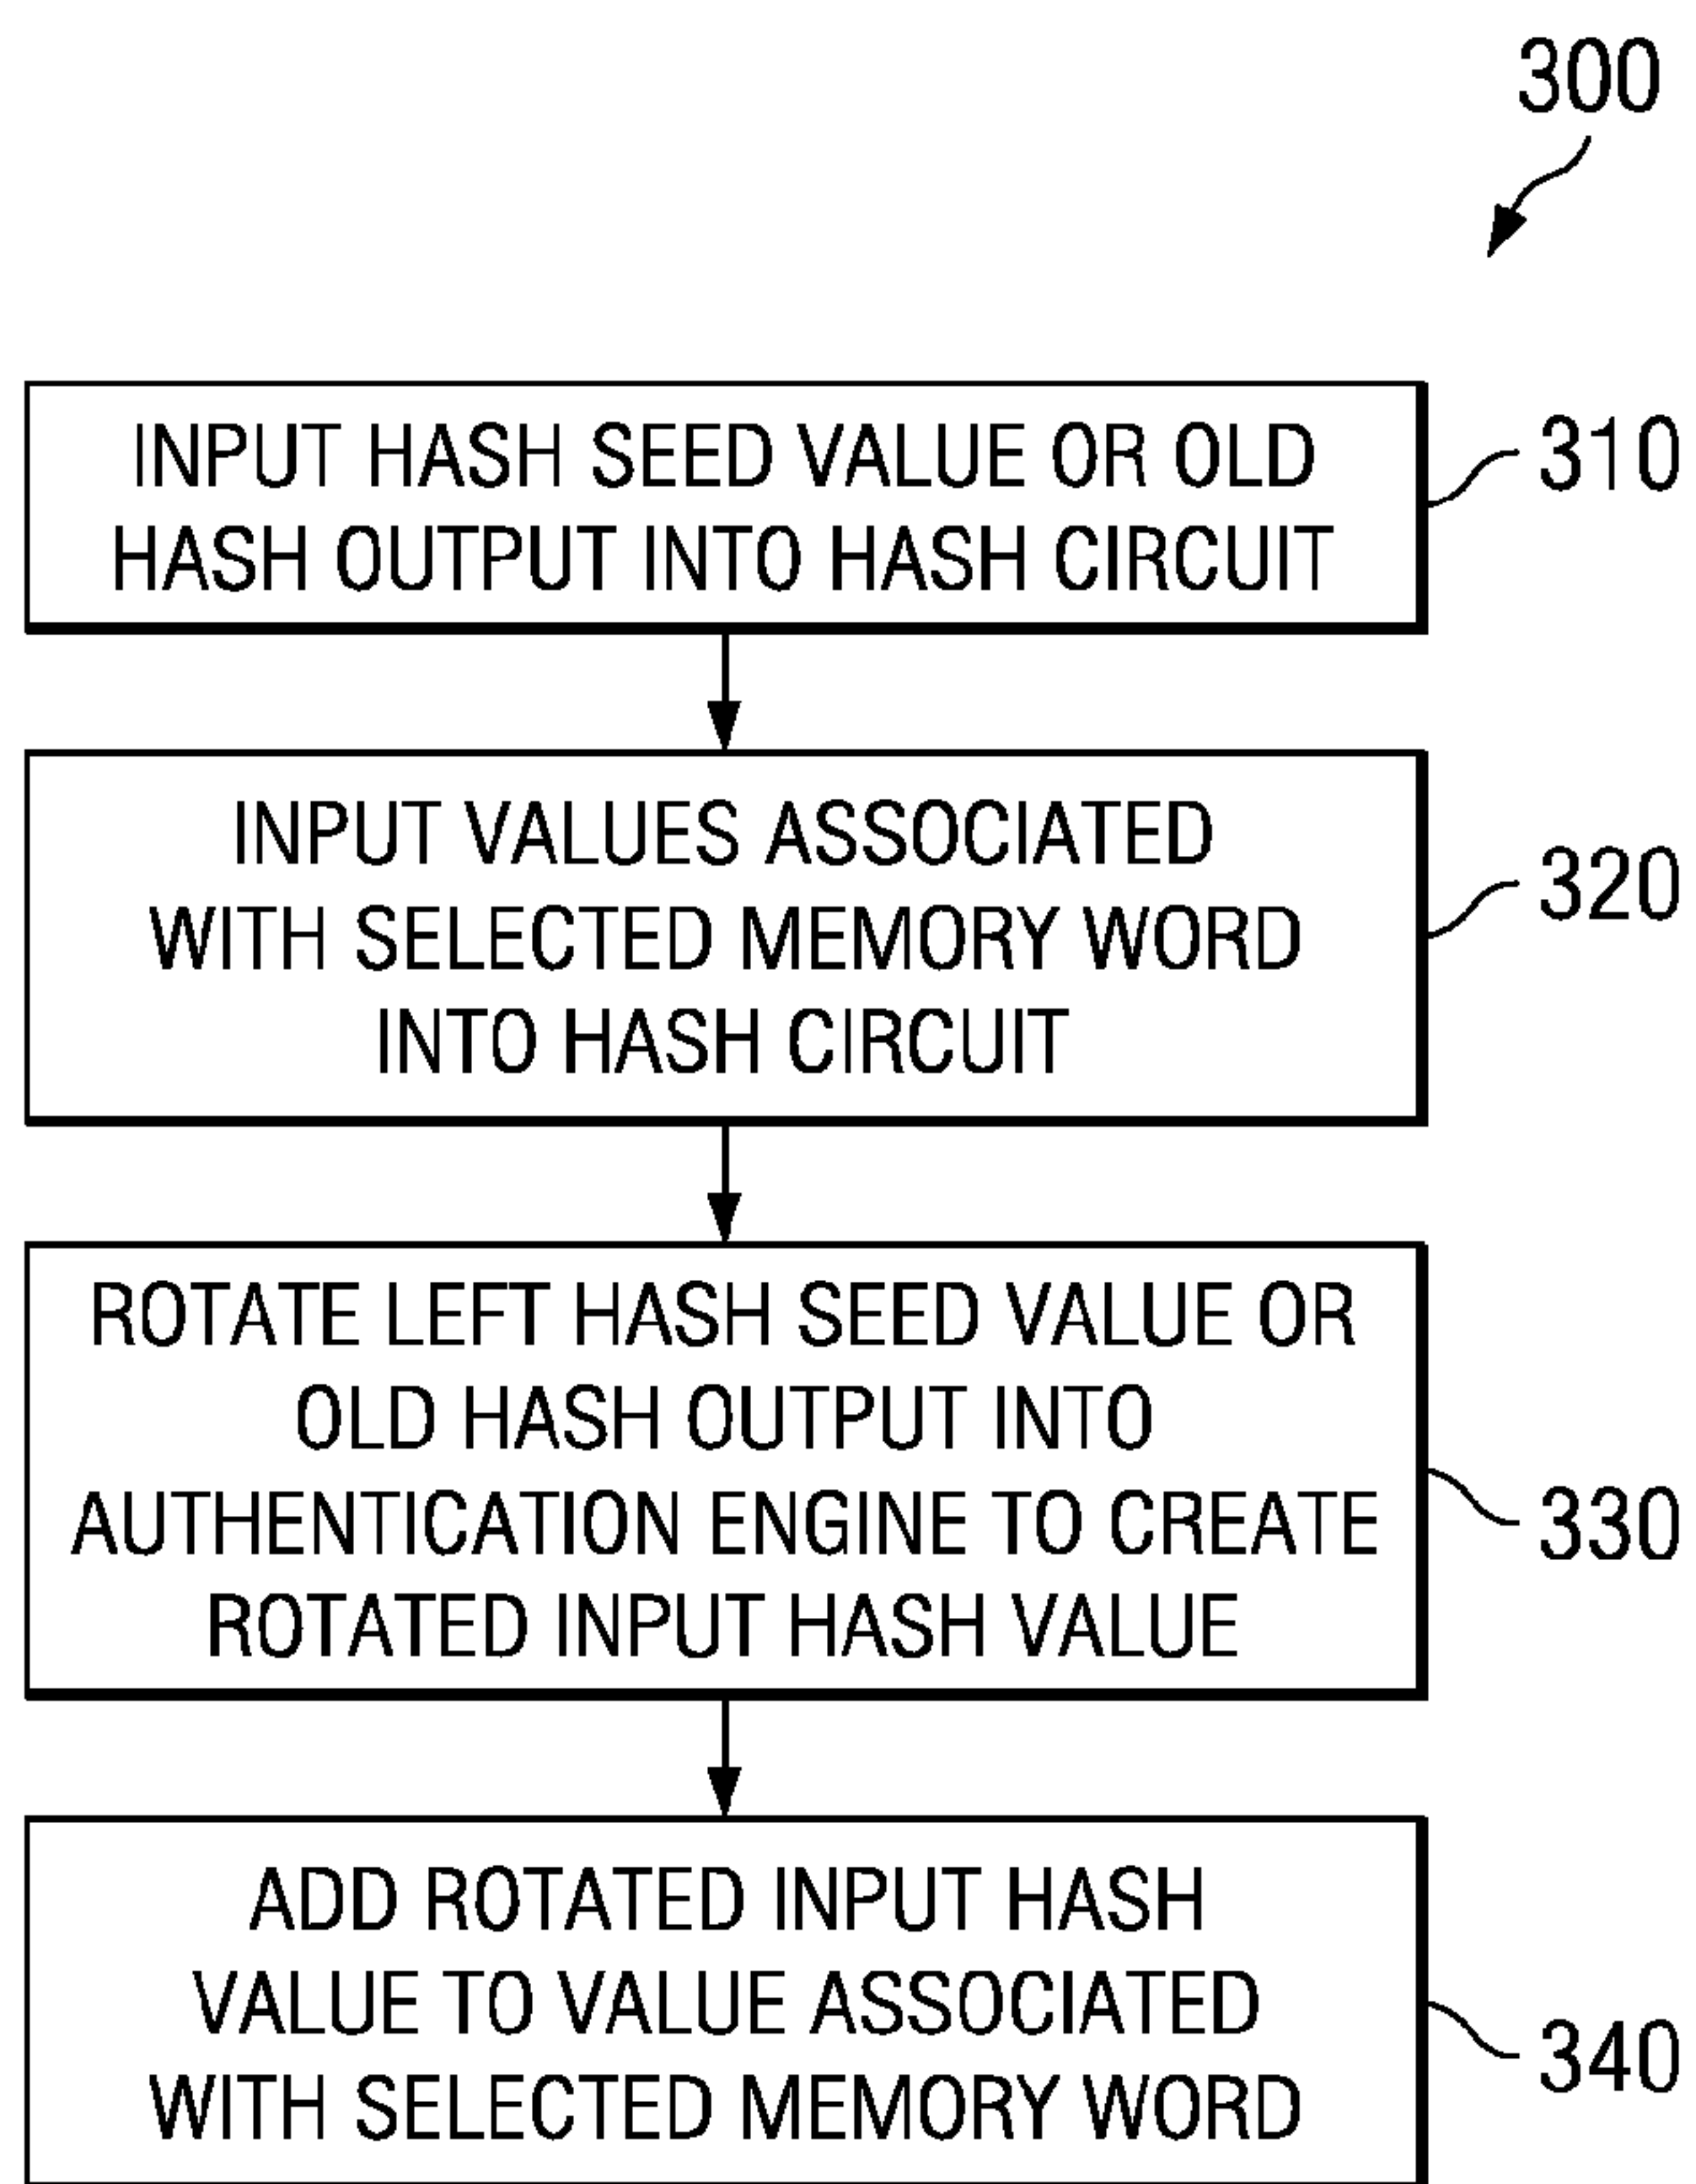 300
INPUT HASH SEED VALUE OR OLD
HASH OUTPUT INTO HASH CIRCUIT
310
INPUT VALUES ASSOCIATED
WITH SELECTED MEMORY WORD
INTO HASH CIRCUIT
320
ROTATE LEFT HASH SEED VALUE OR
OLD HASH OUTPUT INTO
AUTHENTICATION ENGINE TO CREATE
ROTATED INPUT HASH VALUE
330
ADD ROTATED INPUT HASH
VALUE TO VALUE ASSOCIATED
WITH SELECTED MEMORY WORD
340